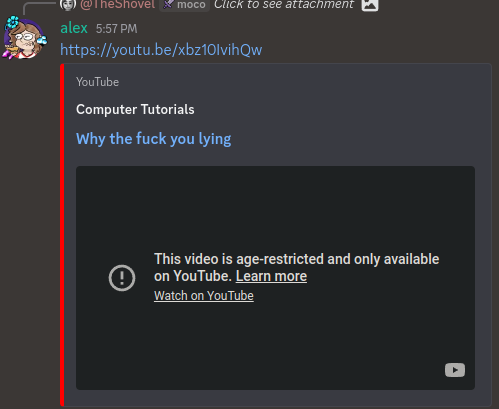 @TheShovel moco Click to see attachment
alex 5:57 PM
https://youtu.be/xbz10IvihQw
YouTube
Computer Tutorials
Why the fuck you lying
This video is age-restricted and only available
on YouTube. Learn more
Watch on YouTube